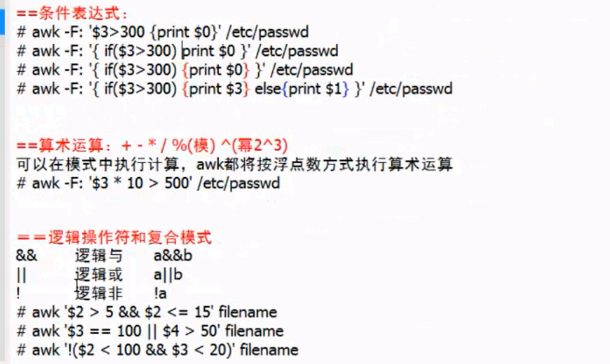 ==条件表达式：
# awk -F: '$3>300 {print $0}' /etc/passwd
# awk -F: '{ if($3>300) print $0 }' /etc/passwd
# awk -F: '{ if($3>300) {print $0} }' /etc/passwd
# awk -F: '{ if($3>300) {print $3} else{print $1} }' /etc/passwd
==算术运算：+ - * / %(模) ^(幂2^3)
可以在模式中执行计算，awk都将按浮点数方式执行算术运算
# awk -F: '$3 * 10 > 500' /etc/passwd
==逻辑操作符和复合模式
&& 逻辑与 a&&b
|| 逻辑或 a||b
! 逻辑非 !a
# awk '$2 > 5 && $2 <= 15' filename
# awk '$3 == 100 || $4 > 50' filename
# awk '!($2 < 100 && $3 < 20)' filename